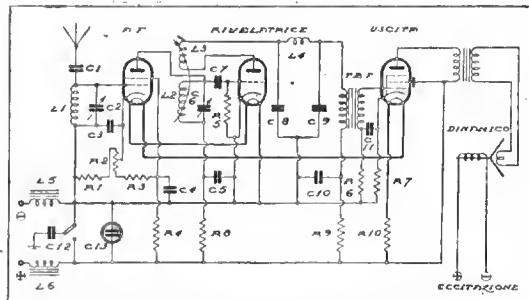 A.F.
RIVELATRICE
USCITA
L3
L4
C1
C7
L2
C6
L1
C2
R5
C8
C9
T.B.F.
C3
C11
DINAMICO
R2
R1
R3
C4
C5
C10
R6
R7
L5
C12
C13
R4
R8
R9
R10
L6
ECCITAZIONE